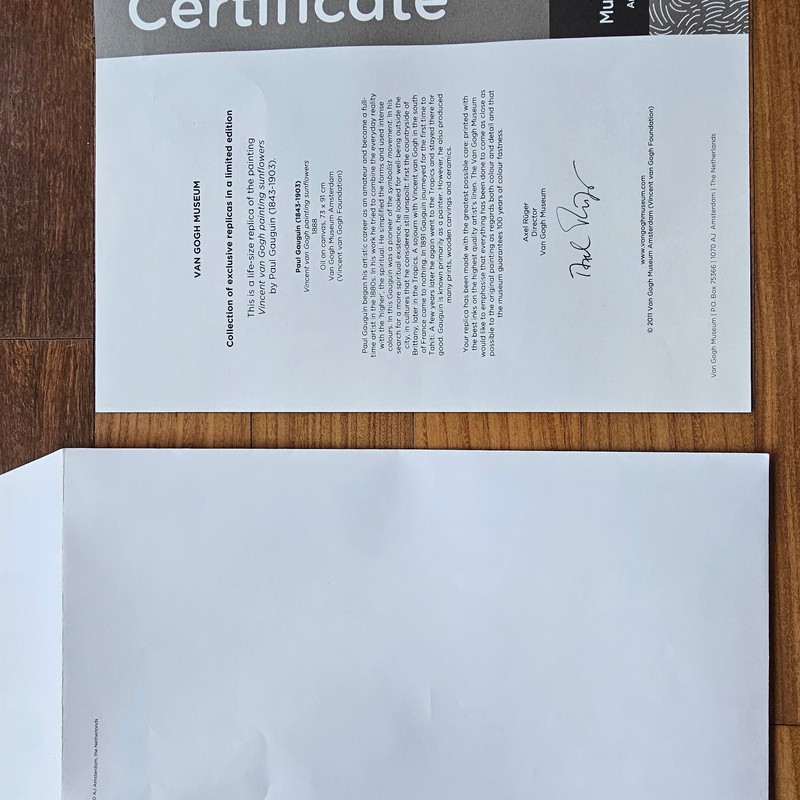 Certificate
VAN GOGH MUSEUM
Collection of exclusive replicas in a limited edition
This is a life-size replica of the painting
Vincent van Gogh painting sunflowers
by Paul Gauguin (1843-1903).
Paul Gauguin (1843-1903)
Vincent van Gogh painting sunflowers
1888
Oil on canvas, 73 x 91 cm
Van Gogh Museum Amsterdam
(Vincent van Gogh Foundation)
Paul Gauguin began his artistic career as an amateur and became a full-
time artist in the 1880s. In his work he tried to combine the everyday reality
with the 'higher', the spiritual. He simplified the forms and used intense
colours. In this Gauguin was a pioneer of the symbolist movement. In his
search for a more spiritual existence, he looked for well-being outside the
city, in cultures that he considered still unspoilt: first the countryside of
Brittany, later in the Tropics. A sojourn with Vincent van Gogh in the south
of France came to nothing. In 1891 Gauguin journeyed for the first time to
Tahiti. A few years later he again went to the Tropics and stayed there for
good. Gauguin is known primarily as a painter. However, he also produced
many prints, wooden carvings and ceramics.
Your replica has been made with the greatest possible care: printed with
the best inks on the highest quality artist's linen. The Van Gogh Museum
would like to emphasise that everything has been done to come as close as
possible to the original painting as regards both colour and detail and that
the museum guarantees 100 years of colour fastness.
Axel Rüger
Director
Van Gogh Museum
Axel Rüger
www.vangoghmuseum.com
© 2011 Van Gogh Museum Amsterdam (Vincent van Gogh Foundation)
Van Gogh Museum | P.O. Box 75366 | 1070 AJ Amsterdam | The Netherlands
Mu
AJ Amsterdam, the Netherlands